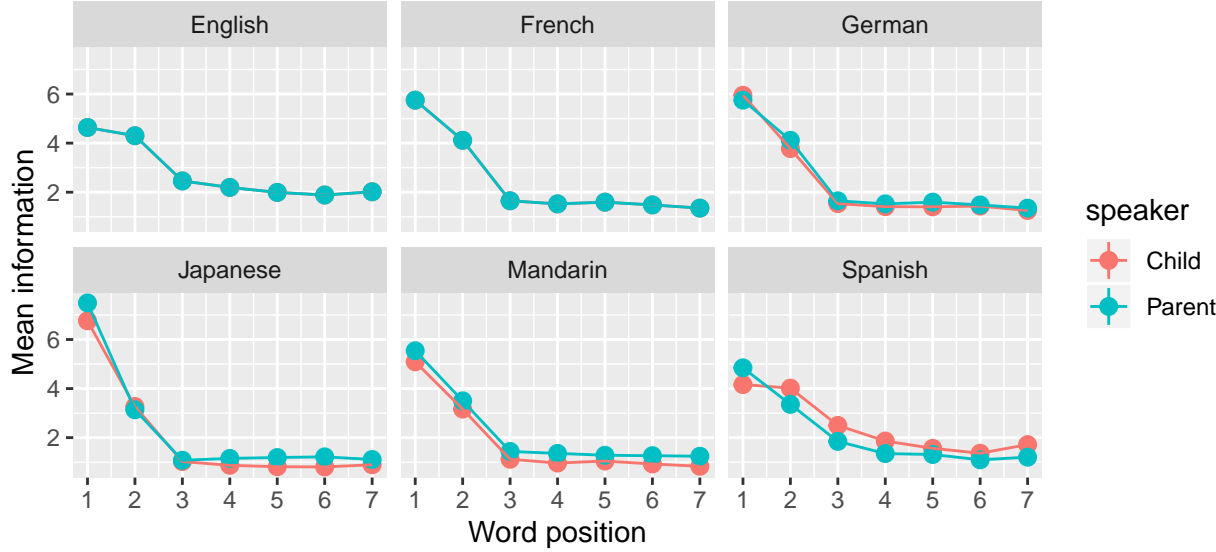 English French German
6
4
2
Japanese Mandarin Spanish
6
4
2
1 2 3 4 5 6 7 1 2 3 4 5 6 7 1 2 3 4 5 6 7
Word position
Mean information
speaker
Child
Parent